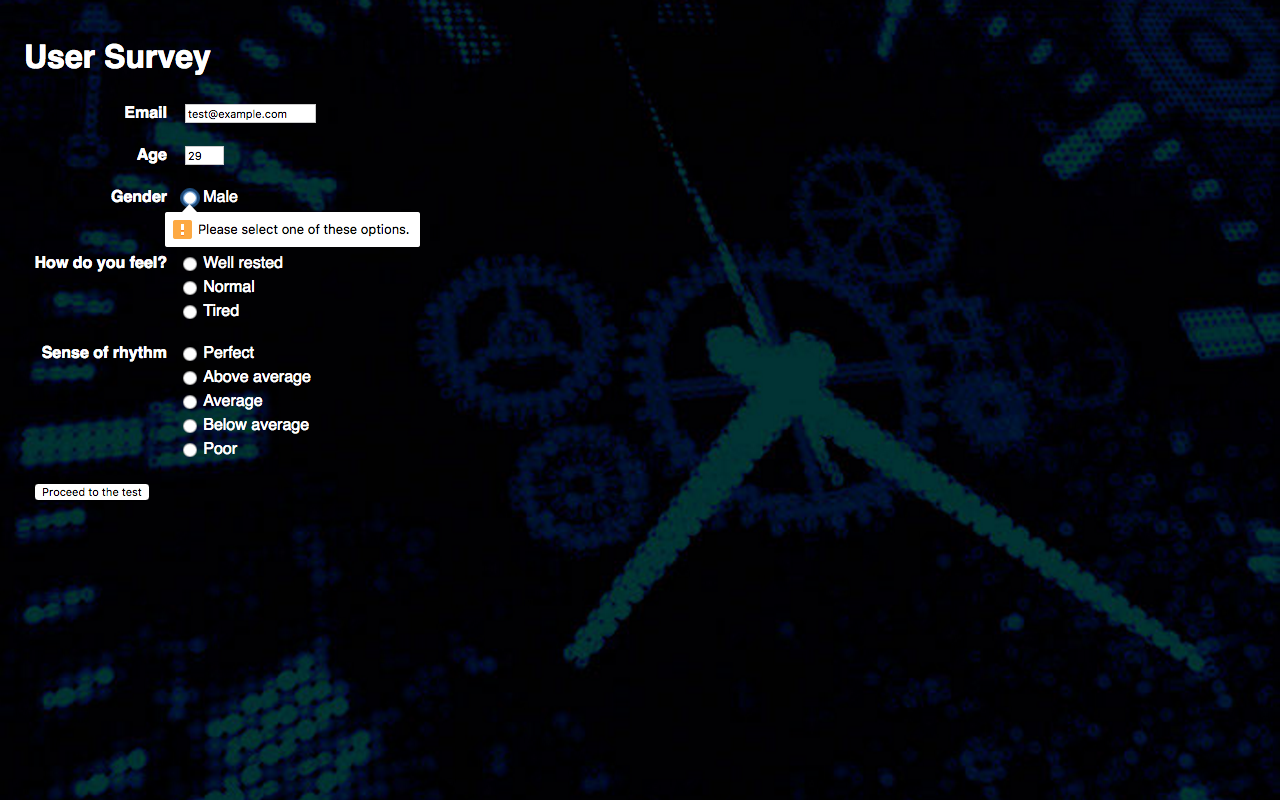 User Survey
Email test@example.com
Age 29
Gender Male
! Please select one of these options.
How do you feel? Well rested
Normal
Tired
Sense of rhythm Perfect
Above average
Average
Below average
Poor
Proceed to the test